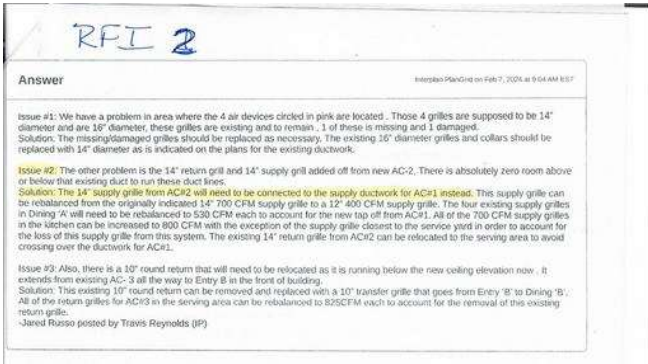 RFI 2
Answer
Interplan PlanGrid on Feb 7, 2024 at 9:04 AM EST
Issue #1: We have a problem in area where the 4 air devices circled in pink are located . Those 4 grilles are supposed to be 14"
diameter and are 16" diameter, these grilles are existing and to remain , 1 of these is missing and 1 damaged.
Solution: The missing/damaged grilles should be replaced as necessary. The existing 16" diameter grilles and collars should be
replaced with 14" diameter as is indicated on the plans for the existing ductwork.
Issue #2: The other problem is the 14" return grill and 14" supply gril added off from new AC-2, There is absolutely zero room above
or below that existing duct to run these duct lines.
Solution: The 14" supply grille from AC#2 will need to be connected to the supply ductwork for AC#1 instead. This supply grille can
be rebalanced from the originally indicated 14" 700 CFM supply grille to a 12" 400 CFM supply grille. The four existing supply grilles
in Dining 'A' will need to be rebalanced to 530 CFM each to account for the new tap off from AC#1. All of the 700 CFM supply grilles
in the kitchen can be increased to 800 CFM with the exception of the supply grille closest to the service yard in order to account for
the loss of this supply grille from this system. The existing 14" return grille from AC#2 can be relocated to the serving area to avoid
crossing over the ductwork for AC#1.
Issue #3: Also, there is a 10" round return that will need to be relocated as it is running below the new ceiling elevation now . It
extends from existing AC- 3 all the way to Entry B in the front of building.
Solution: This existing 10" round return can be removed and replaced with a 10" transfer grille that goes from Entry 'B' to Dining 'B'.
All of the return grilles for AC#3 in the serving area can be rebalanced to 825CFM each to account for the removal of this existing
return grille.
-Jared Russo posted by Travis Reynolds (IP)